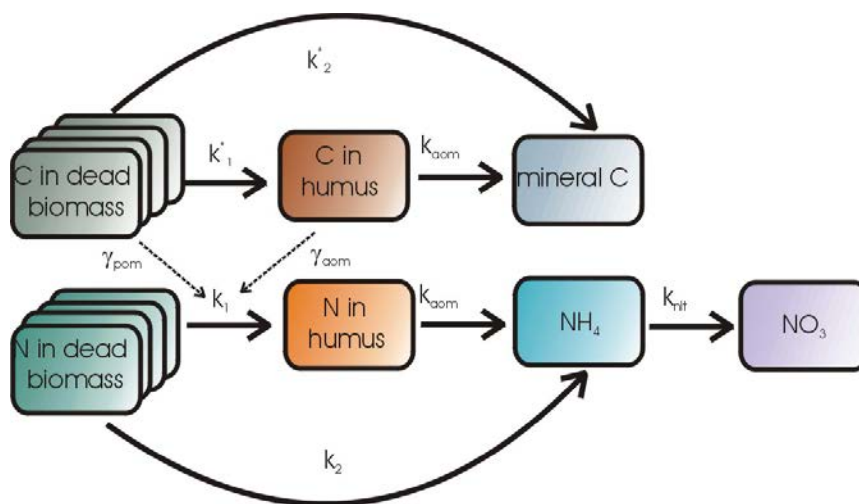 k*2
C in dead
biomass
k*1
C in
humus
kaom
mineral C
γpom
γaom
N in dead
biomass
k1
N in
humus
kaom
NH4
knit
NO3
k2